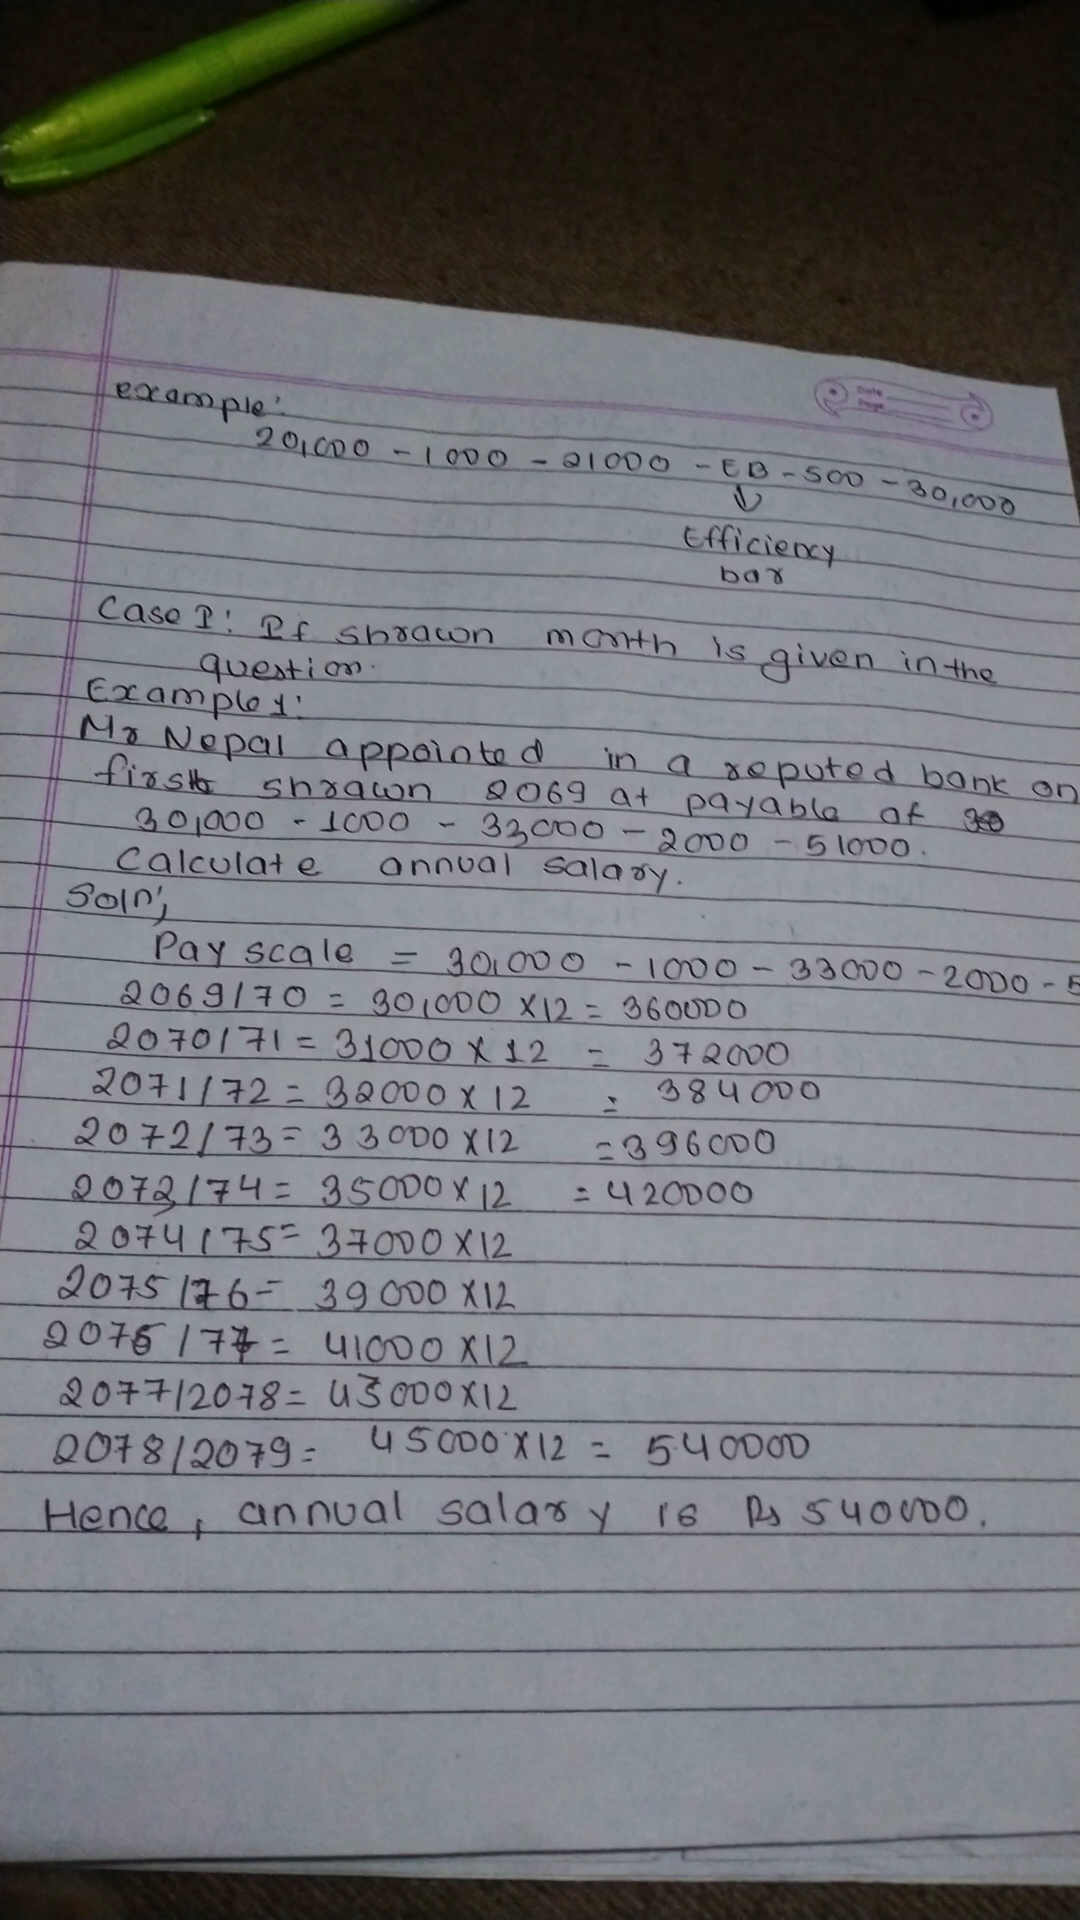 Date
Page
example:
20,000 - 1000 - 21000 - EB - 500 - 30,000
Efficiency
bar
Case I: If shrawn month is given in the
question.
Example 1:
Mr Nepal appointed in a reputed bank on
first shrawn 2069 at payable of
30,000 - 1000 - 33000 - 2000 - 51000.
Calculate annual salary.
Soln;
Pay scale = 30,000 - 1000 - 33000 - 2000 - 5
2069/70 = 30,000 × 12 = 360000
2070/71 = 31000 × 12 = 372000
2071/72 = 32000 × 12 = 384000
2072/73 = 33000 × 12 = 396000
2073/74 = 35000 × 12 = 420000
2074/75 = 37000 × 12
2075/76 = 39000 × 12
2076/77 = 41000 × 12
2077/2078 = 43000 × 12
2078/2079 = 45000 × 12 = 540000
Hence, annual salary is Rs 540000.